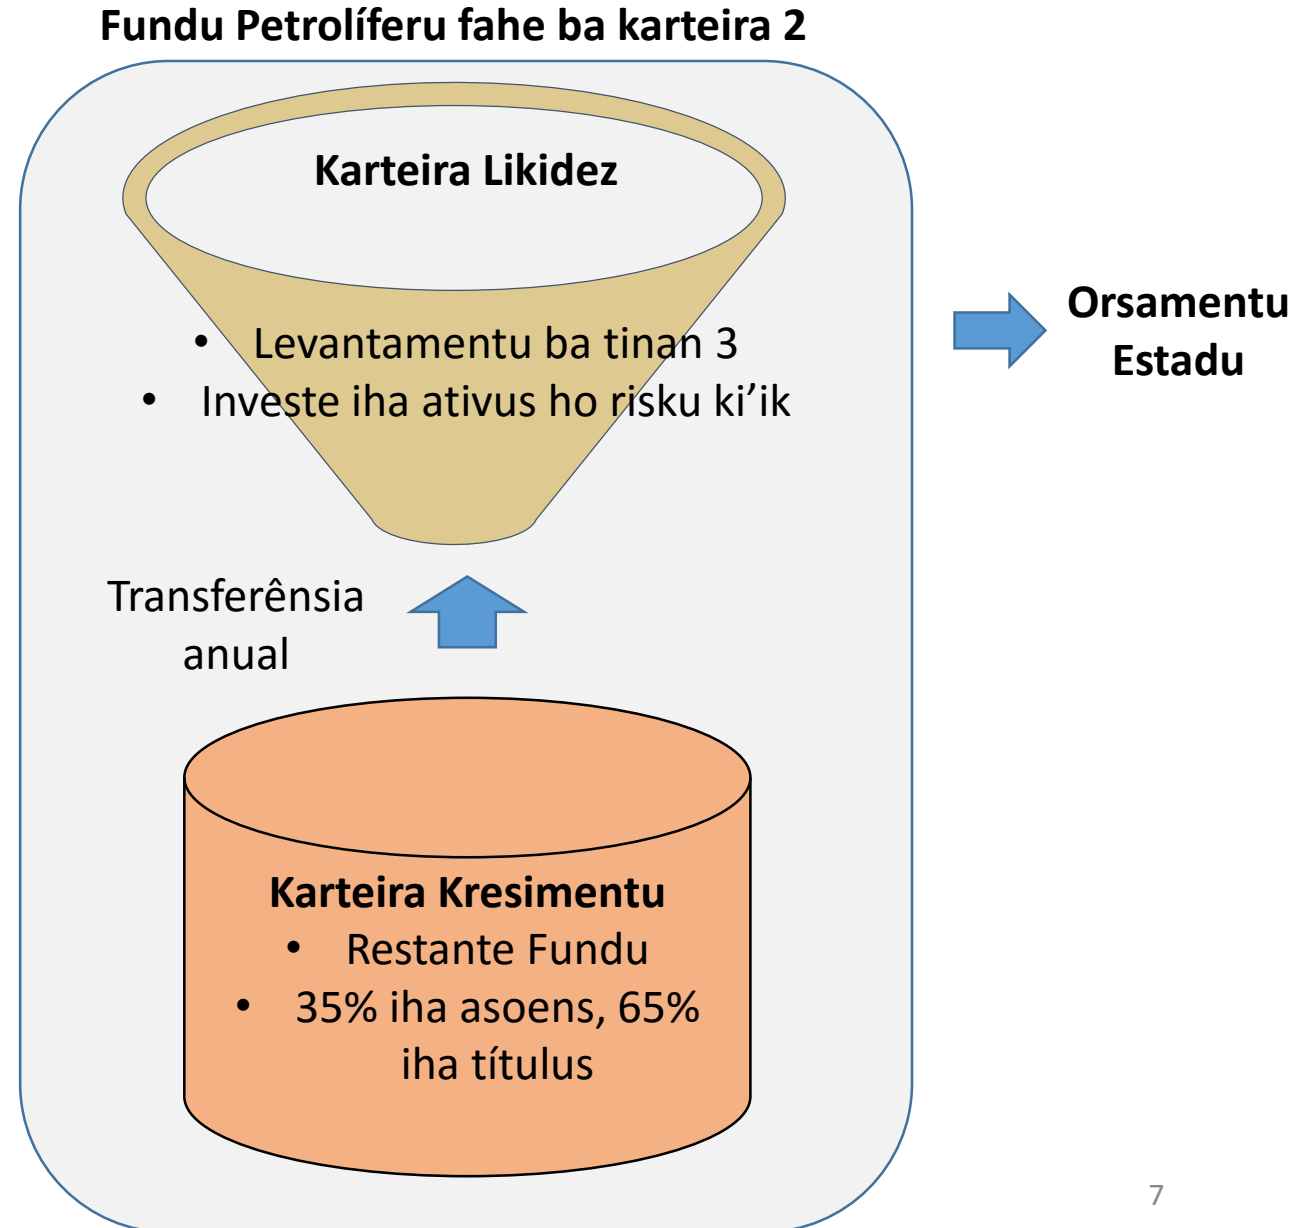 Fundu Petrolíferu fahe ba karteira 2
Karteira Likidez
• Levantamentu ba tinan 3
• Investe iha ativus ho risku ki’ik
Orsamentu
Estadu
Transferênsia
anual
Karteira Kresimentu
• Restante Fundu
• 35% iha asoens, 65%
iha títulus
7